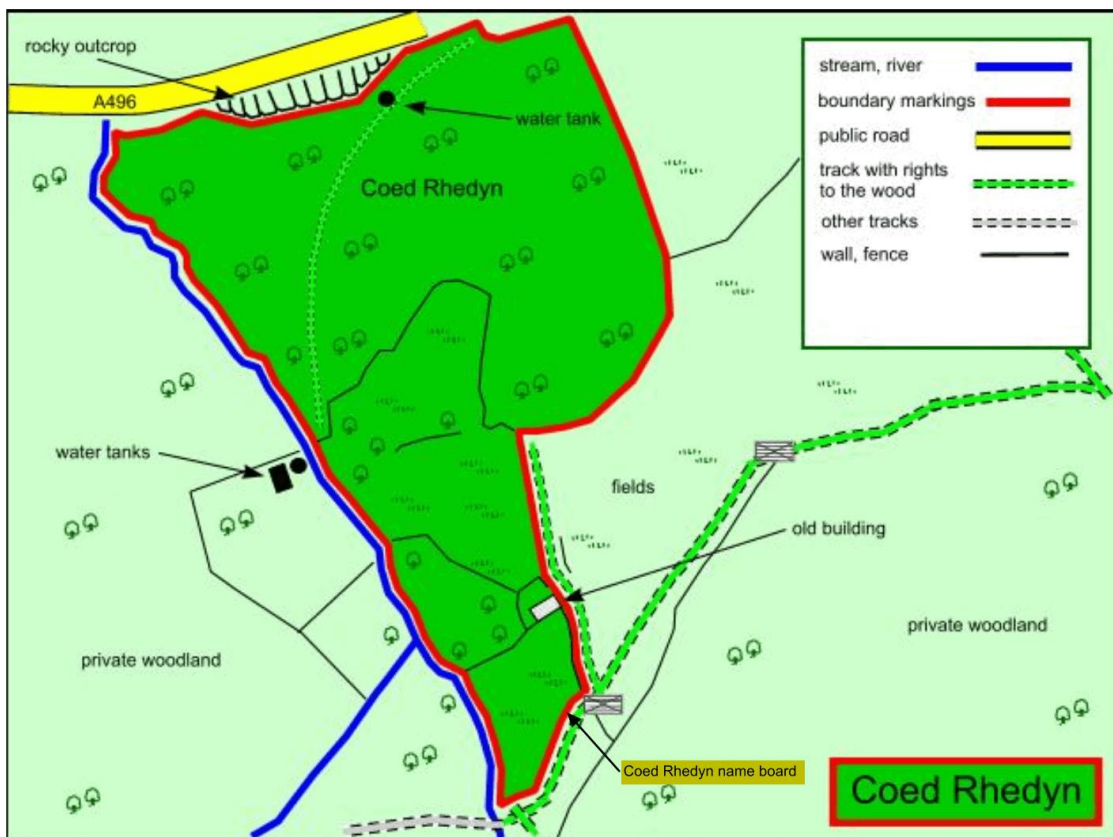 rocky outcrop
A496
water tank
Coed Rhedyn
stream, river
boundary markings
public road
track with rights
to the wood
other tracks
wall, fence
water tanks
fields
old building
private woodland
private woodland
Coed Rhedyn name board
Coed Rhedyn